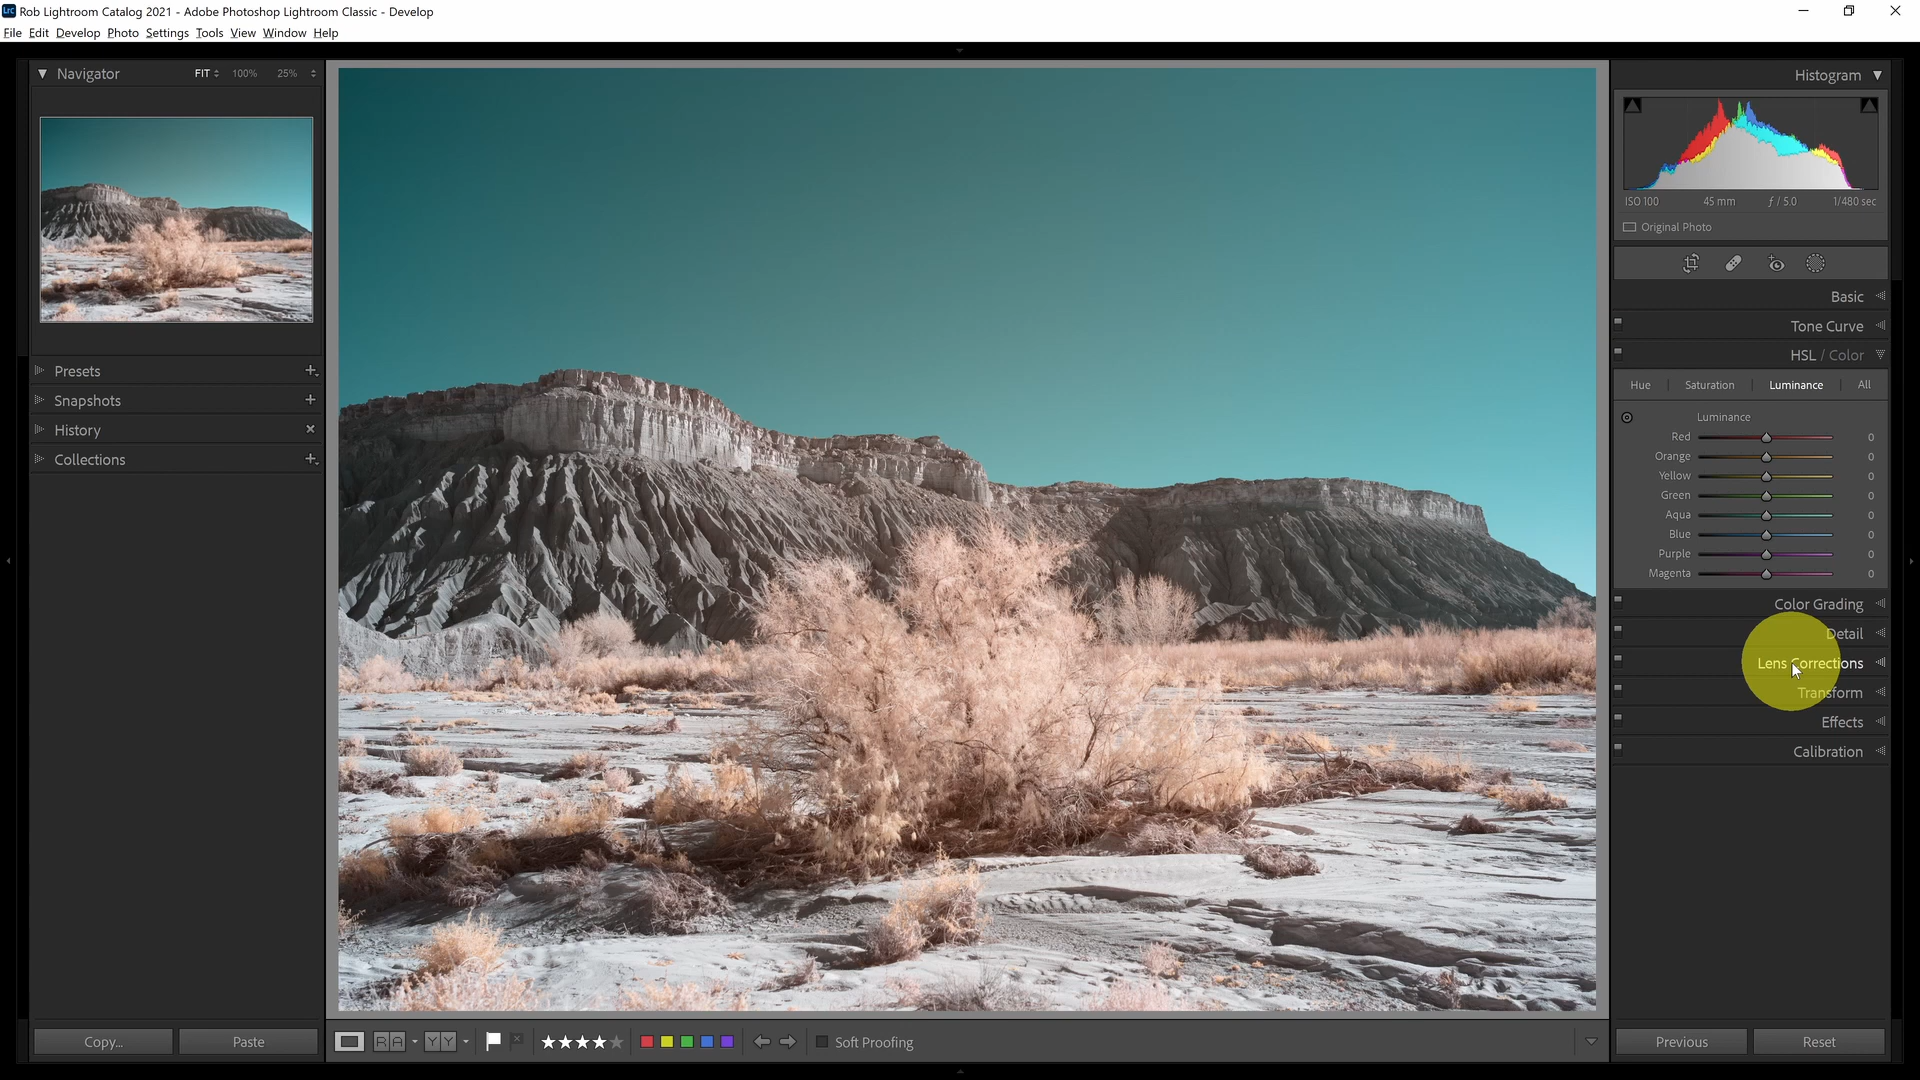 Lrc Rob Lightroom Catalog 2021 - Adobe Photoshop Lightroom Classic - Develop
File Edit Develop Photo Settings Tools View Window Help
Navigator FIT 100% 25%
Presets
Snapshots
History
Collections
Copy... Paste
Soft Proofing
Histogram
ISO 100 45 mm ƒ / 5.0 1/480 sec
Original Photo
Basic
Tone Curve
HSL / Color
Hue Saturation Luminance All
Luminance
Red 0
Orange 0
Yellow 0
Green 0
Aqua 0
Blue 0
Purple 0
Magenta 0
Color Grading
Detail
Lens Corrections
Transform
Effects
Calibration
Previous Reset